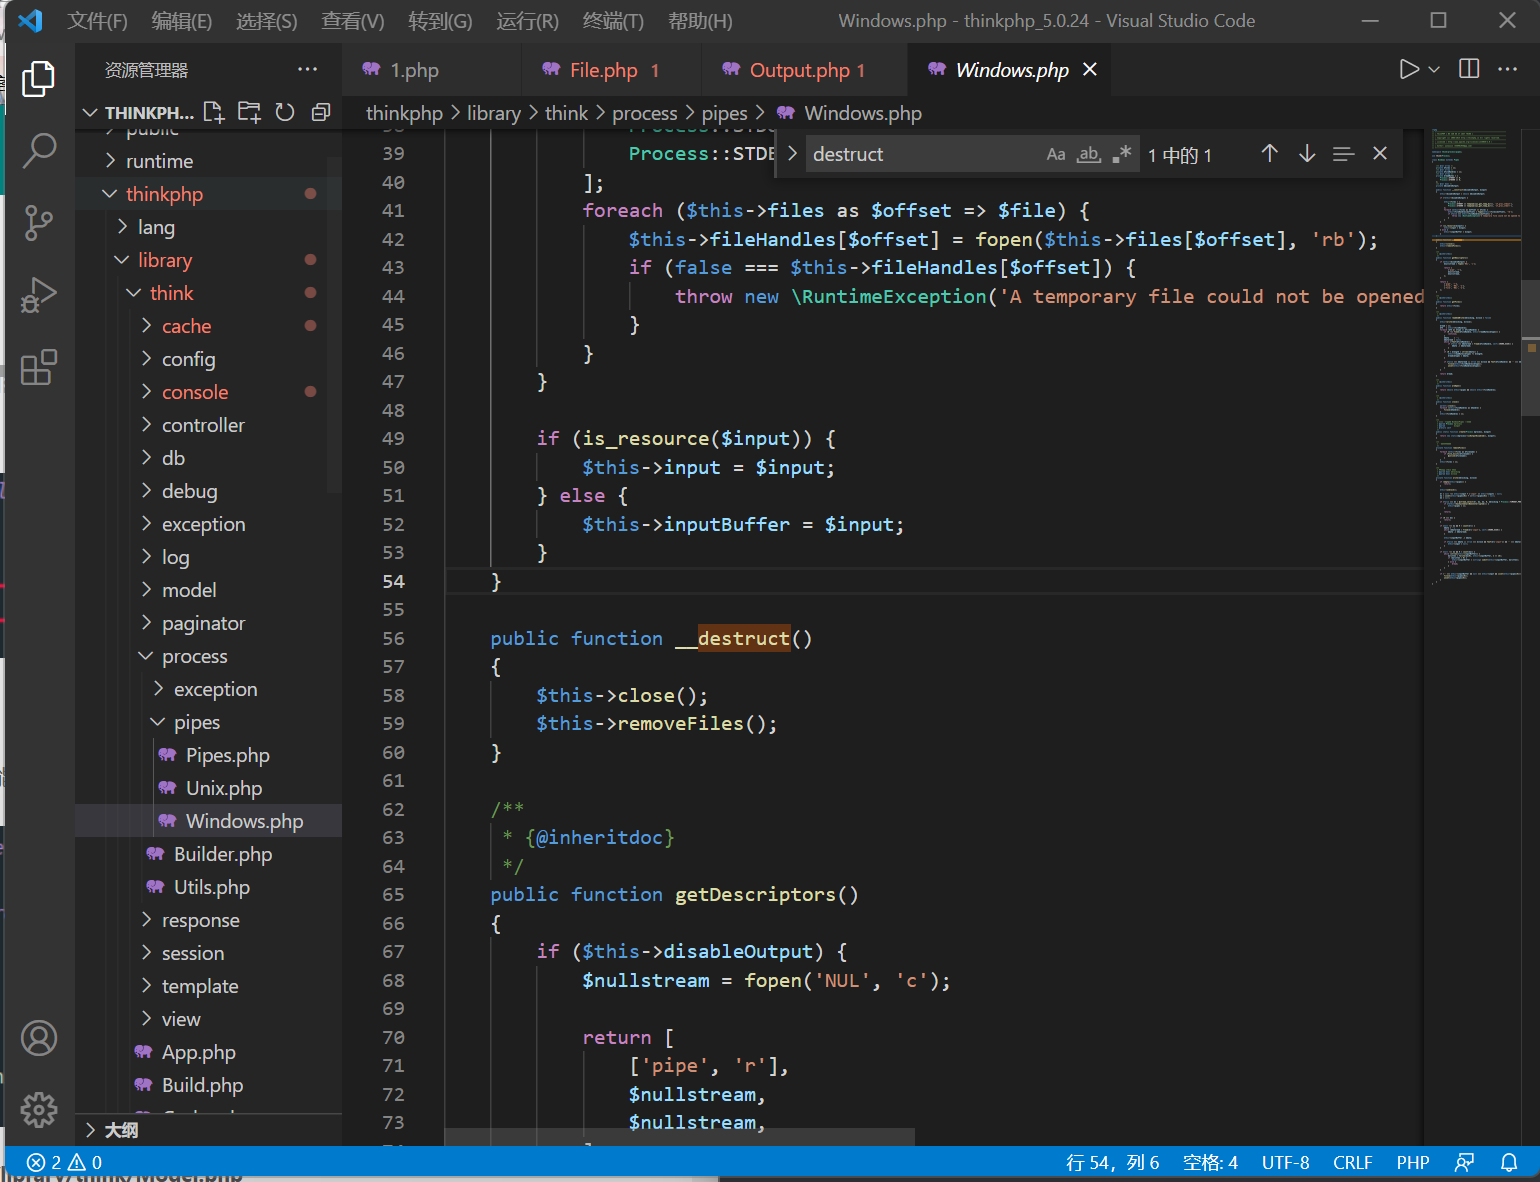 文件(F) 编辑(E) 选择(S) 查看(V) 转到(G) 运行(R) 终端(T) 帮助(H) Windows.php - thinkphp_5.0.24 - Visual Studio Code
资源管理器 ···
THINKPH...
public
runtime
thinkphp
lang
library
think
cache
config
console
controller
db
debug
exception
log
model
paginator
process
exception
pipes
Pipes.php
Unix.php
Windows.php
Builder.php
Utils.php
response
session
template
view
App.php
Build.php
大纲
1.php File.php 1 Output.php 1 Windows.php
thinkphp > library > think > process > pipes > Windows.php
destruct Aa ab .* 1 中的 1
39 Process::STDE
40 ];
41 foreach ($this->files as $offset => $file) {
42 $this->fileHandles[$offset] = fopen($this->files[$offset], 'rb');
43 if (false === $this->fileHandles[$offset]) {
44 throw new \RuntimeException('A temporary file could not be opened
45 }
46 }
47 }
48
49 if (is_resource($input)) {
50 $this->input = $input;
51 } else {
52 $this->inputBuffer = $input;
53 }
54 }
55
56 public function __destruct()
57 {
58 $this->close();
59 $this->removeFiles();
60 }
61
62 /**
63 * {@inheritdoc}
64 */
65 public function getDescriptors()
66 {
67 if ($this->disableOutput) {
68 $nullstream = fopen('NUL', 'c');
69
70 return [
71 ['pipe', 'r'],
72 $nullstream,
73 $nullstream,
2 0 行 54，列 6 空格: 4 UTF-8 CRLF PHP